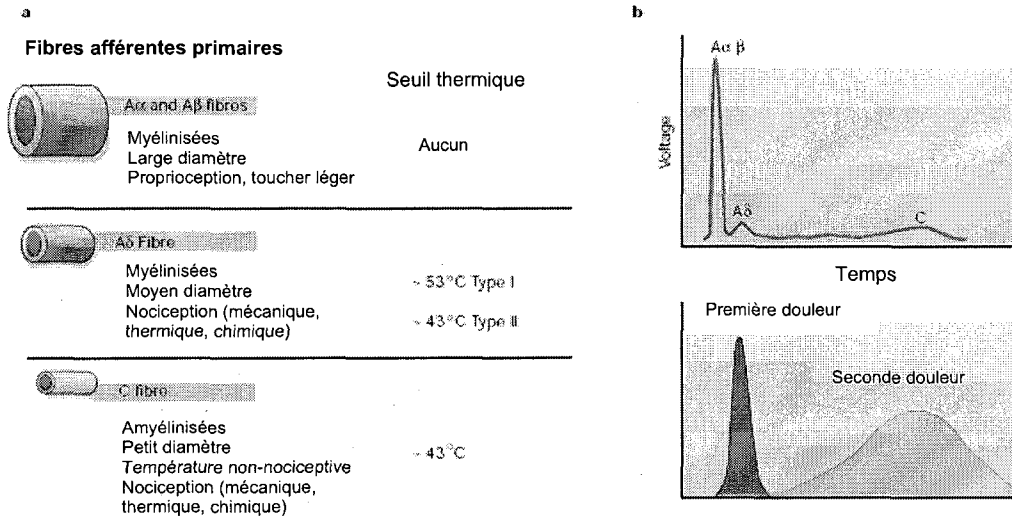 a
Fibres afférentes primaires
Seuil thermique
Aα and Aβ fibres
Myélinisées
Large diamètre
Proprioception, toucher léger
Aucun
Aδ Fibre
Myélinisées
Moyen diamètre
Nociception (mécanique,
thermique, chimique)
~ 53°C Type I
~ 43°C Type II
C fibre
Amyélinisées
Petit diamètre
Température non-nociceptive
Nociception (mécanique,
thermique, chimique)
~ 43°C
b
Aα β
Voltage
Aδ
C
Temps
Première douleur
Seconde douleur